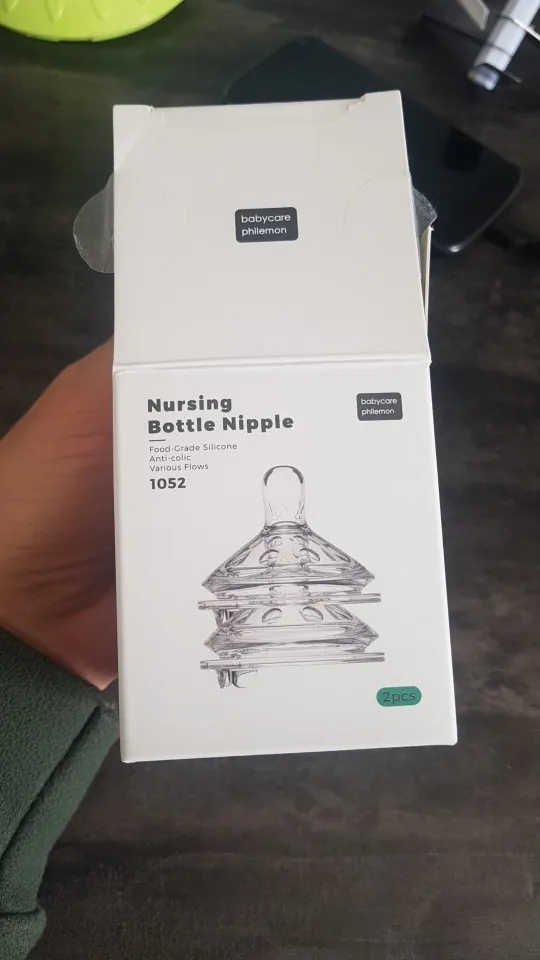 babycare
philemon
Nursing
Bottle Nipple
babycare
philemon
Food-Grade Silicone
Anti-colic
Various Flows
1052
2pcs